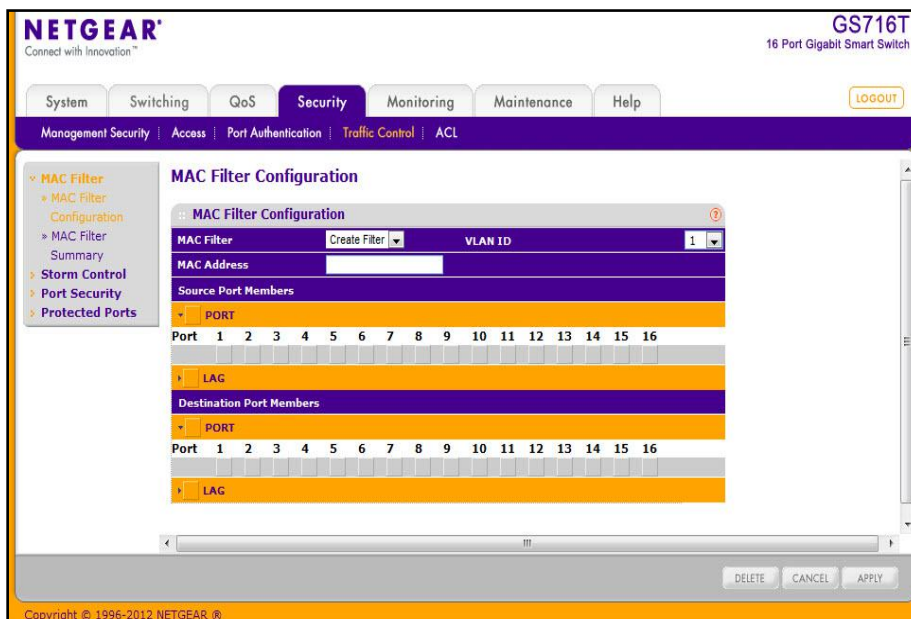 NETGEAR®
Connect with Innovation™
GS716T
16 Port Gigabit Smart Switch
System Switching QoS Security Monitoring Maintenance Help LOGOUT
Management Security Access Port Authentication Traffic Control ACL
MAC Filter
» MAC Filter
Configuration
» MAC Filter
Summary
Storm Control
Port Security
Protected Ports
MAC Filter Configuration
MAC Filter Configuration ?
MAC Filter Create Filter VLAN ID 1
MAC Address
Source Port Members
PORT
Port 1 2 3 4 5 6 7 8 9 10 11 12 13 14 15 16
LAG
Destination Port Members
PORT
Port 1 2 3 4 5 6 7 8 9 10 11 12 13 14 15 16
LAG
DELETE CANCEL APPLY
Copyright © 1996-2012 NETGEAR ®